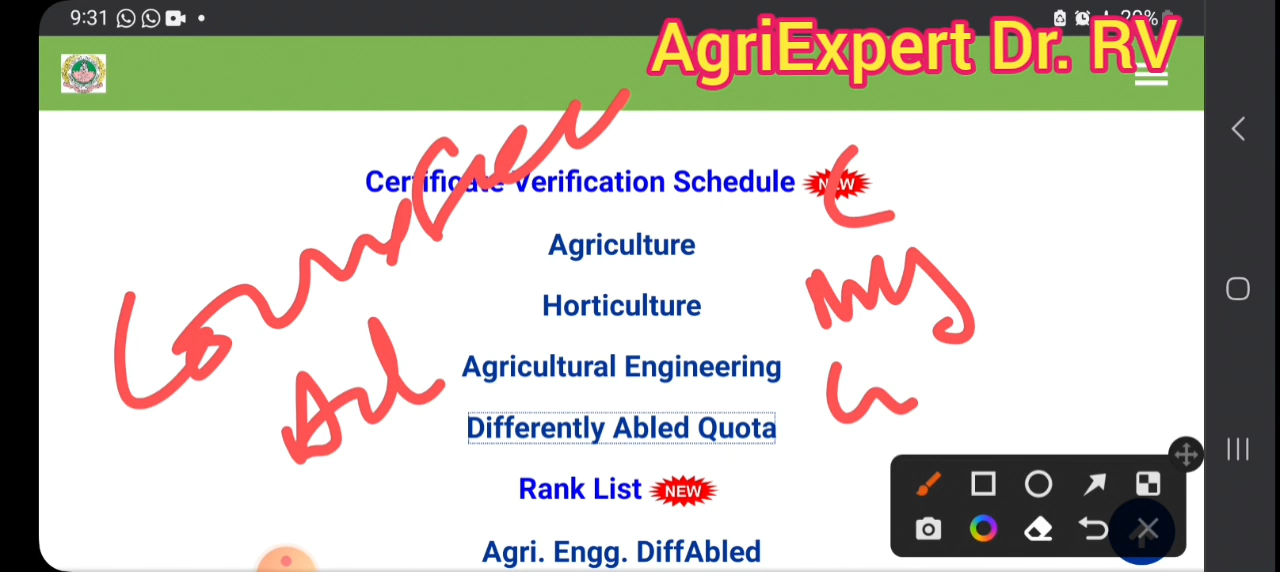 9:31
AgriExpert Dr. RV
Certificate Verification Schedule NEW
Agriculture
Horticulture
Agricultural Engineering
Differently Abled Quota
Rank List NEW
Agri. Engg. DiffAbled